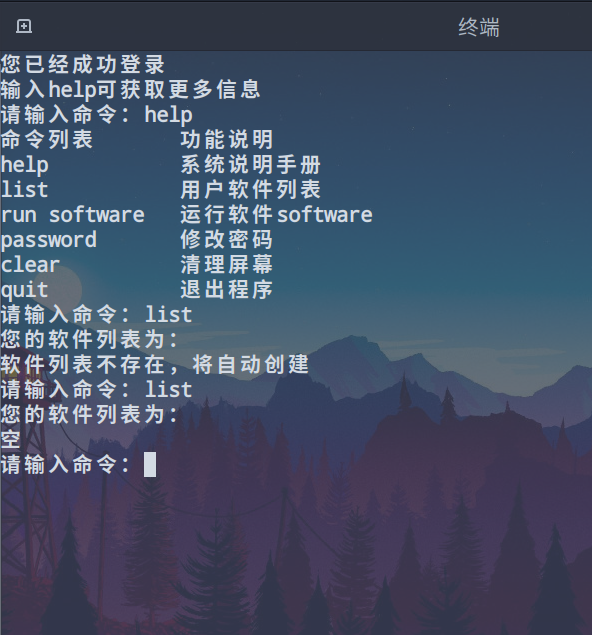 终端
您已经成功登录
输入help可获取更多信息
请输入命令：help
命令列表 功能说明
help 系统说明手册
list 用户软件列表
run software 运行软件software
password 修改密码
clear 清理屏幕
quit 退出程序
请输入命令：list
您的软件列表为：
软件列表不存在，将自动创建
请输入命令：list
您的软件列表为：
空
请输入命令：